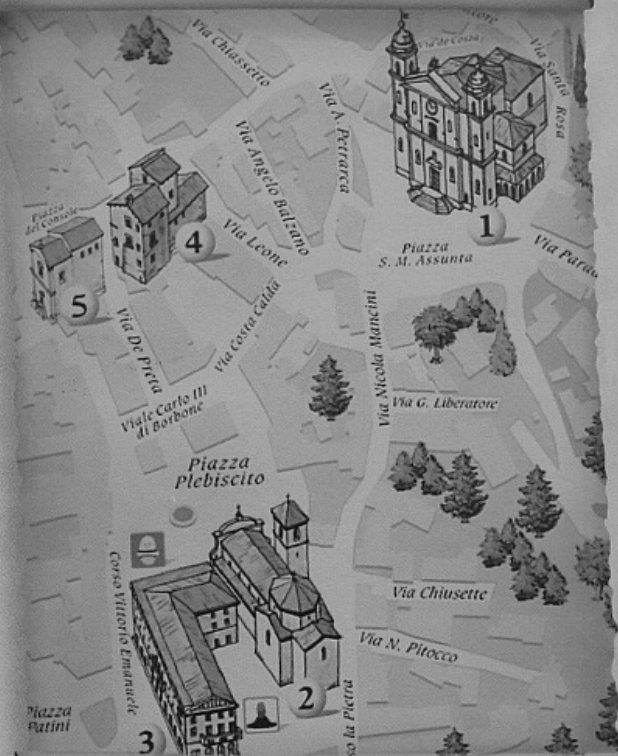 Via Chiassetto
Via de Costa
Via Santa
Rosa
Via A. Petrarca
Via Angelo Balzano
1
Piazza
del Console
4
Via Leone
Piazza
S. M. Assunta
5
Via Costa Calda
Via De Preta
Via Nicola Mancini
Viale Carlo III
di Borbone
Via G. Liberatore
Piazza
Plebiscito
Corso Vittorio Emanuele
Via Chiusette
Via N. Pitocco
2
Piazza
Patini
3
la Pietra